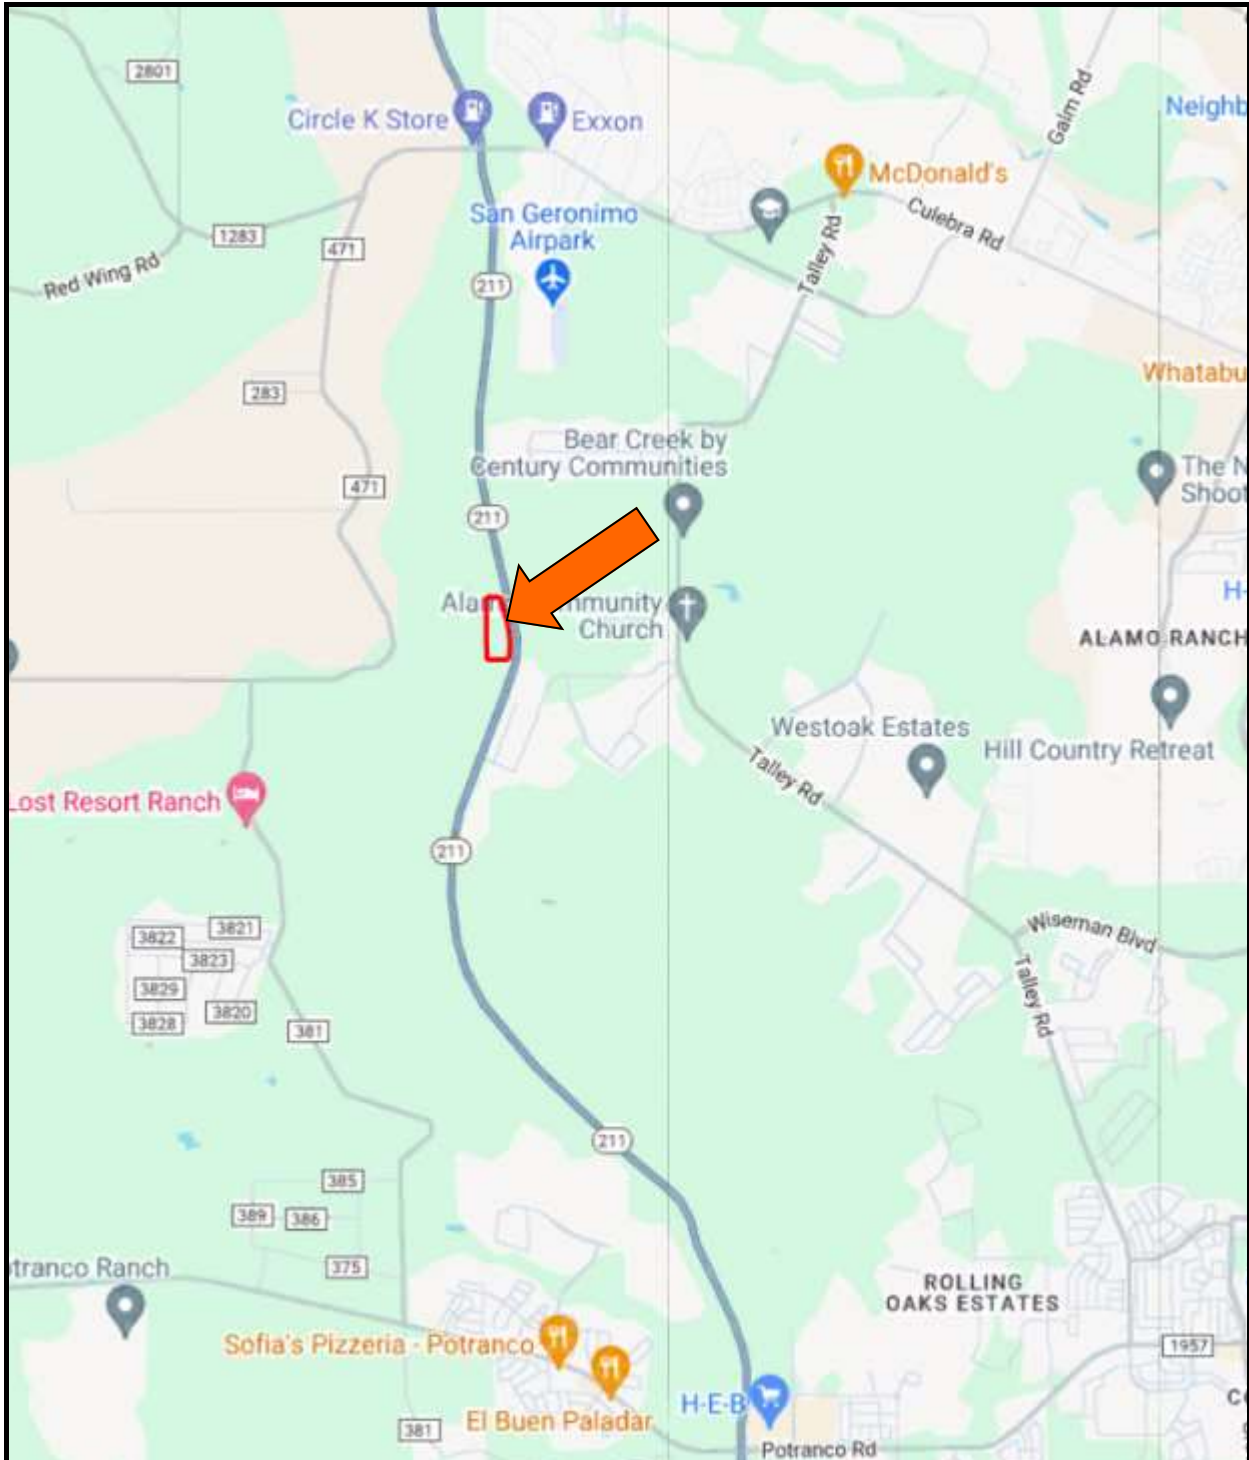 2801
Circle K Store
Exxon
Galm Rd
Neighb
McDonald's
Culebra Rd
San Geronimo
Airpark
1283
471
Talley Rd
Red Wing Rd
211
283
Whatabu
Bear Creek by
Century Communities
471
The N
Shoot
211
H-
Ala mmunity
Church
ALAMO RANCH
Westoak Estates
Hill Country Retreat
Talley Rd
Lost Resort Ranch
211
3822
3821
3823
3829
3820
3828
381
Wiseman Blvd
Talley Rd
211
385
389
386
375
tranco Ranch
ROLLING
OAKS ESTATES
Sofia's Pizzeria - Potranco
1957
H-E-B
El Buen Paladar
381
Potranco Rd